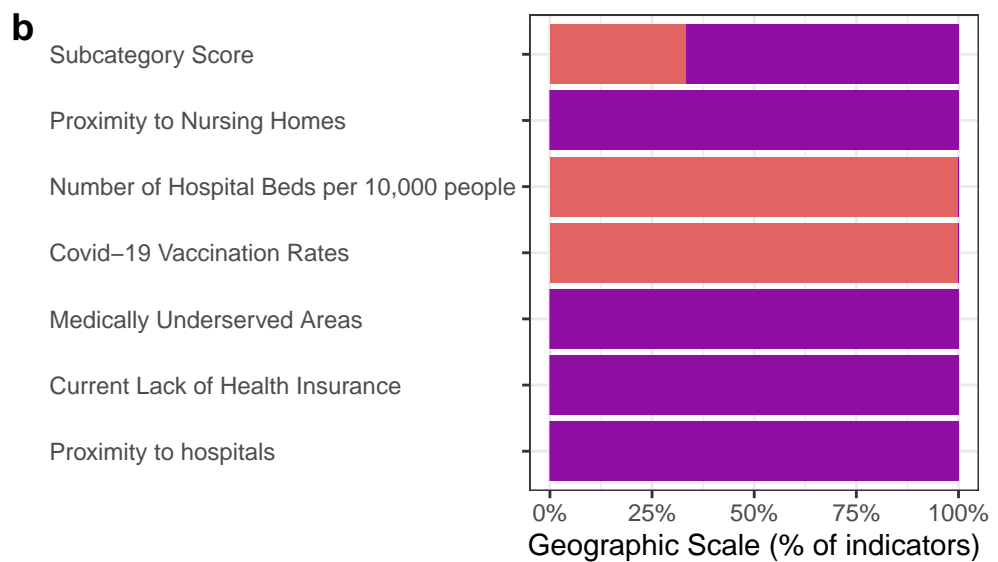 b
Subcategory Score
Proximity to Nursing Homes
Number of Hospital Beds per 10,000 people
Covid−19 Vaccination Rates
Medically Underserved Areas
Current Lack of Health Insurance
Proximity to hospitals
0% 25% 50% 75% 100%
Geographic Scale (% of indicators)